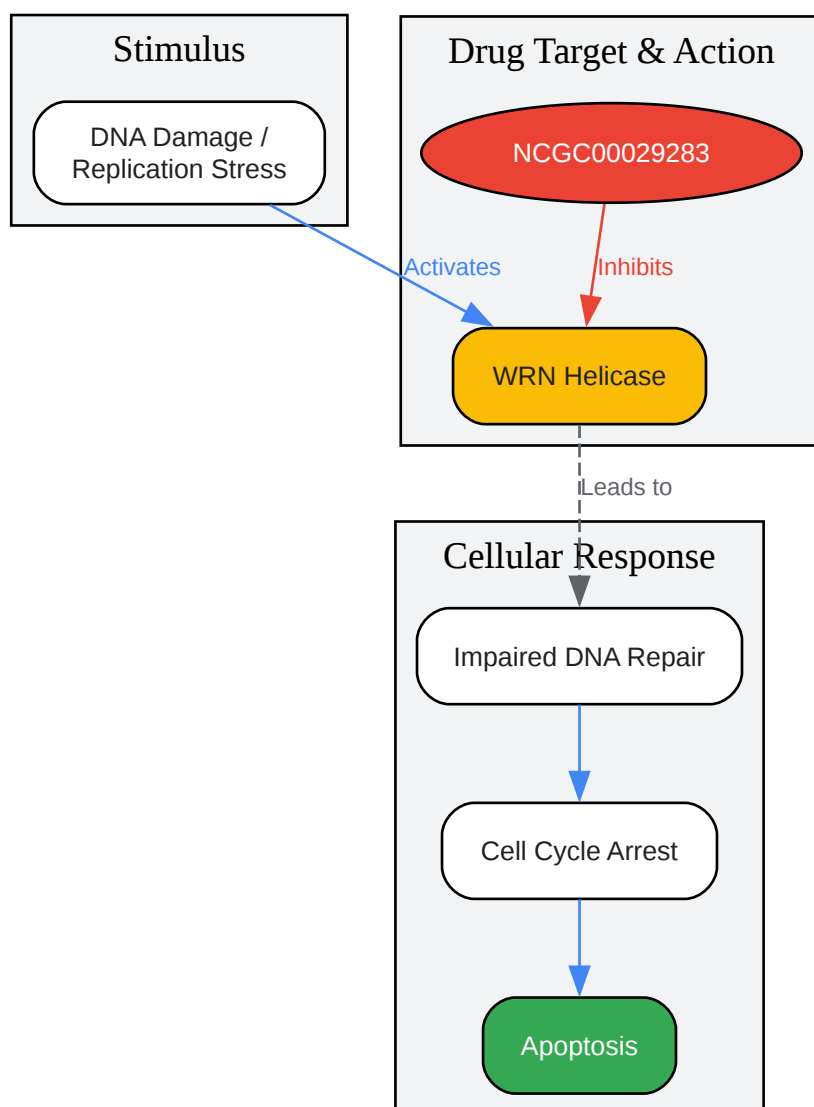 Stimulus
DNA Damage /
Replication Stress
Drug Target & Action
NCGC00029283
Activates
Inhibits
WRN Helicase
Leads to
Cellular Response
Impaired DNA Repair
Cell Cycle Arrest
Apoptosis